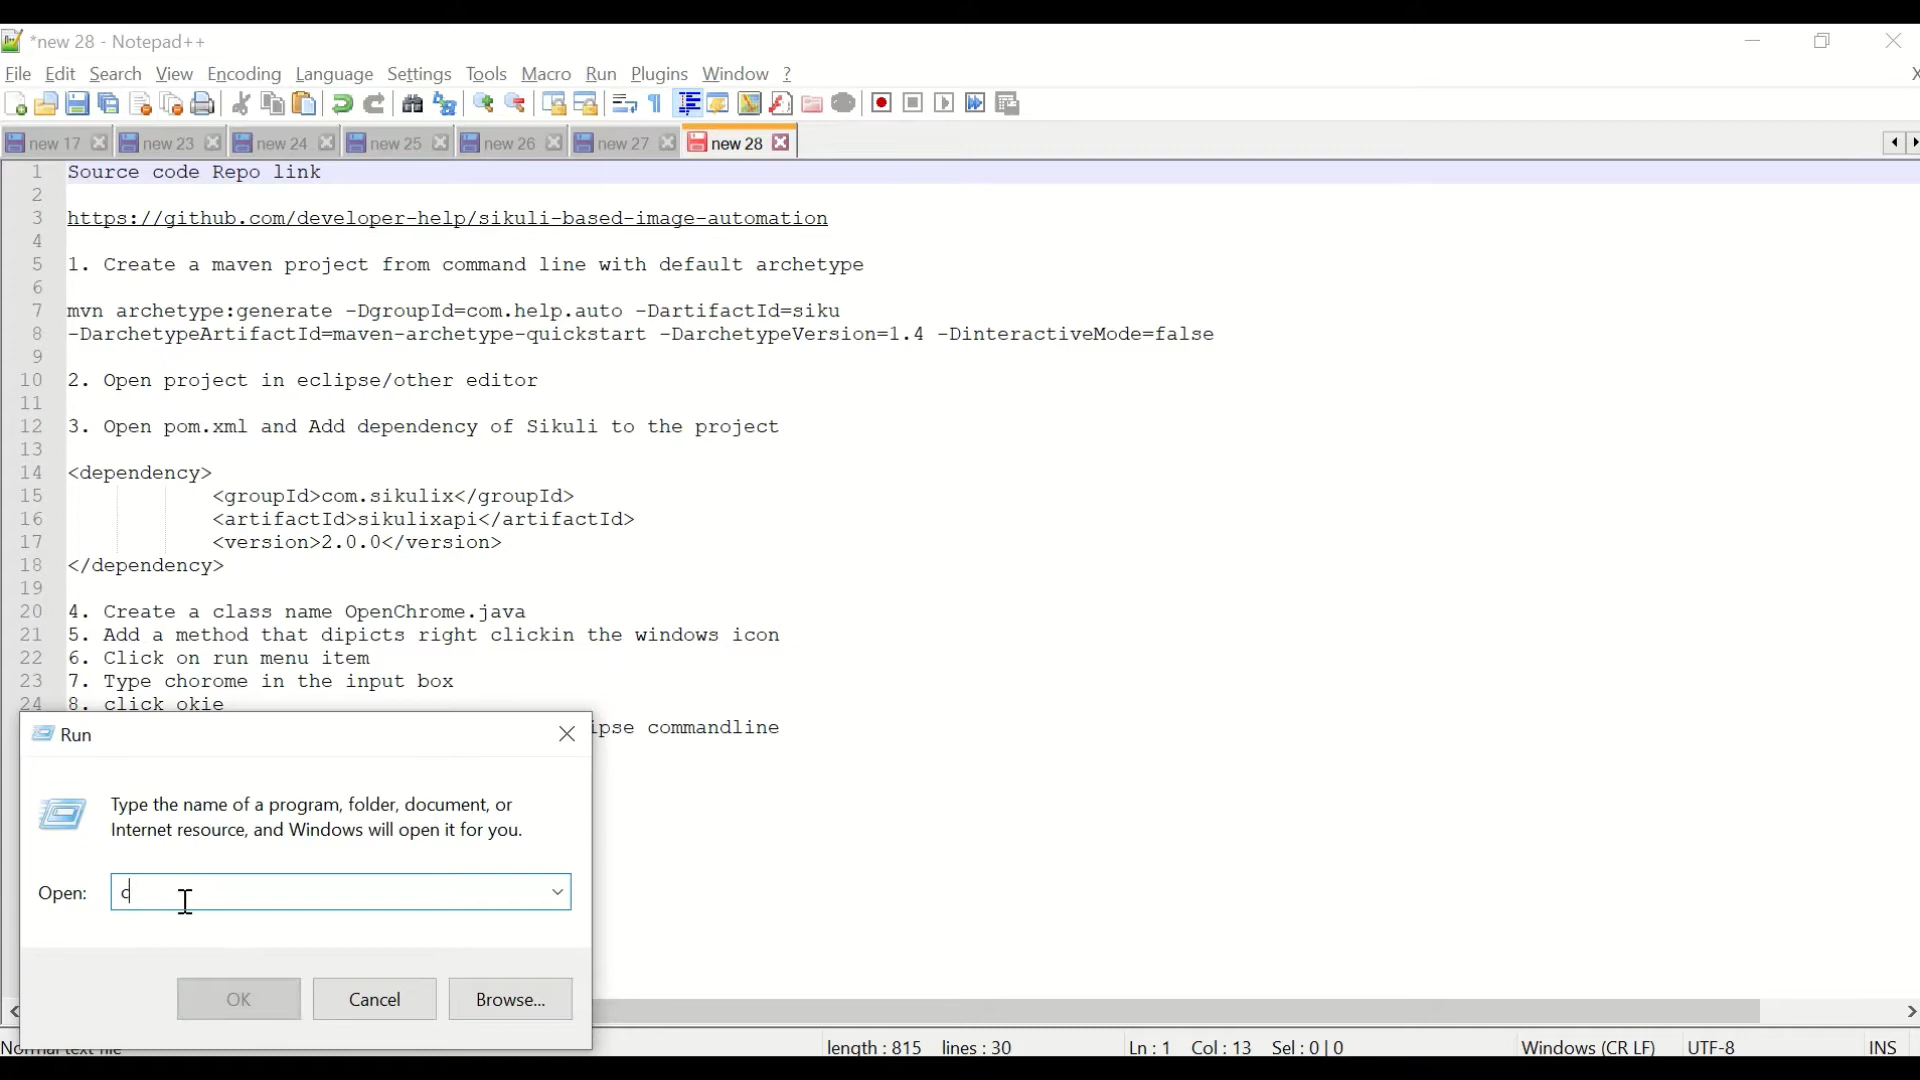 *new 28 - Notepad++
File Edit Search View Encoding Language Settings Tools Macro Run Plugins Window ?
new 17 new 23 new 24 new 25 new 26 new 27 new 28
1 Source code Repo link
2
3 https://github.com/developer-help/sikuli-based-image-automation
4
5 1. Create a maven project from command line with default archetype
6
7 mvn archetype:generate -DgroupId=com.help.auto -DartifactId=siku
8 -DarchetypeArtifactId=maven-archetype-quickstart -DarchetypeVersion=1.4 -DinteractiveMode=false
9
10 2. Open project in eclipse/other editor
11
12 3. Open pom.xml and Add dependency of Sikuli to the project
13
14 <dependency>
15 <groupId>com.sikulix</groupId>
16 <artifactId>sikulixapi</artifactId>
17 <version>2.0.0</version>
18 </dependency>
19
20 4. Create a class name OpenChrome.java
21 5. Add a method that dipicts right clickin the windows icon
22 6. Click on run menu item
23 7. Type chorome in the input box
24 8. click okie
ipse commandline
Run
Type the name of a program, folder, document, or
Internet resource, and Windows will open it for you.
Open: c
OK Cancel Browse...
Normal text file length : 815 lines : 30 Ln : 1 Col : 13 Sel : 0 | 0 Windows (CR LF) UTF-8 INS